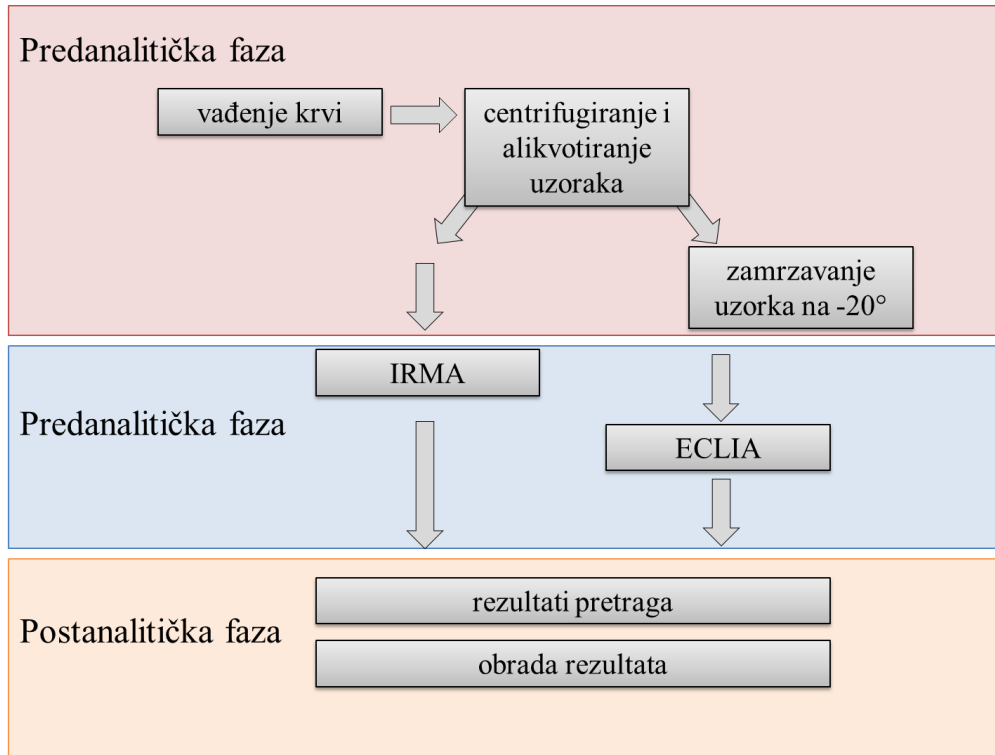 Predanalitička faza
vađenje krvi
centrifugiranje i
alikvotiranje
uzoraka
zamrzavanje
uzorka na -20°
Predanalitička faza
IRMA
ECLIA
Postanalitička faza
rezultati pretraga
obrada rezultata